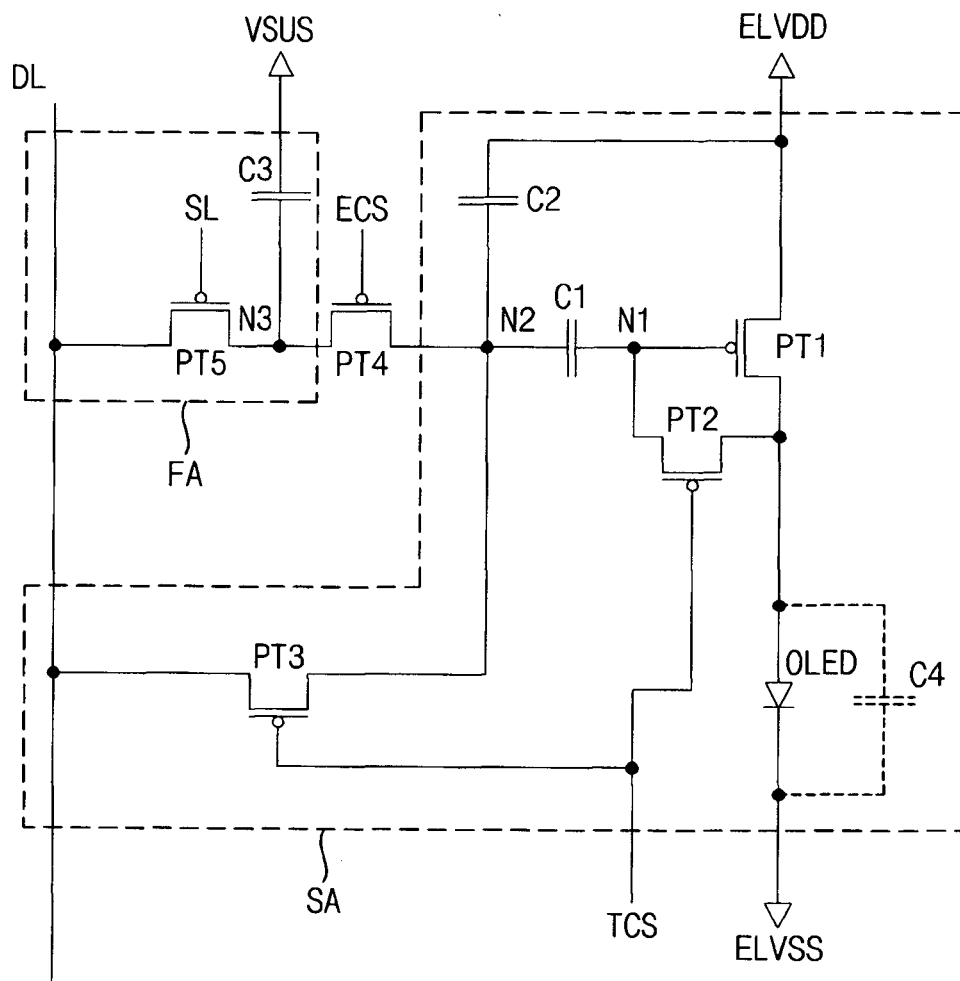 VSUS
ELVDD
DL
C3
SL
ECS
C2
C1
N3
N2
N1
PT5
PT4
PT1
PT2
FA
PT3
OLED
C4
SA
TCS
ELVSS